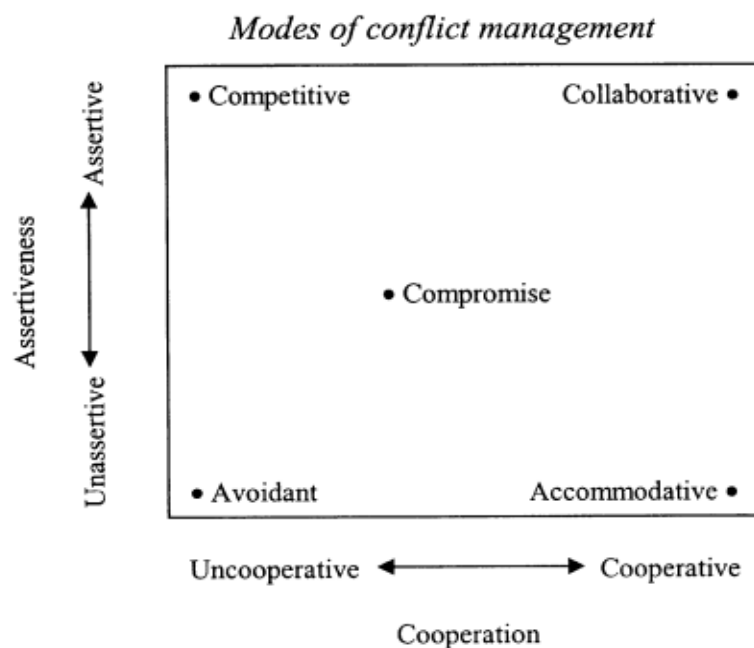 Modes of conflict management
• Competitive
Collaborative •
Assertive
Assertiveness
• Compromise
Unassertive
• Avoidant
Accommodative •
Uncooperative
Cooperative
Cooperation